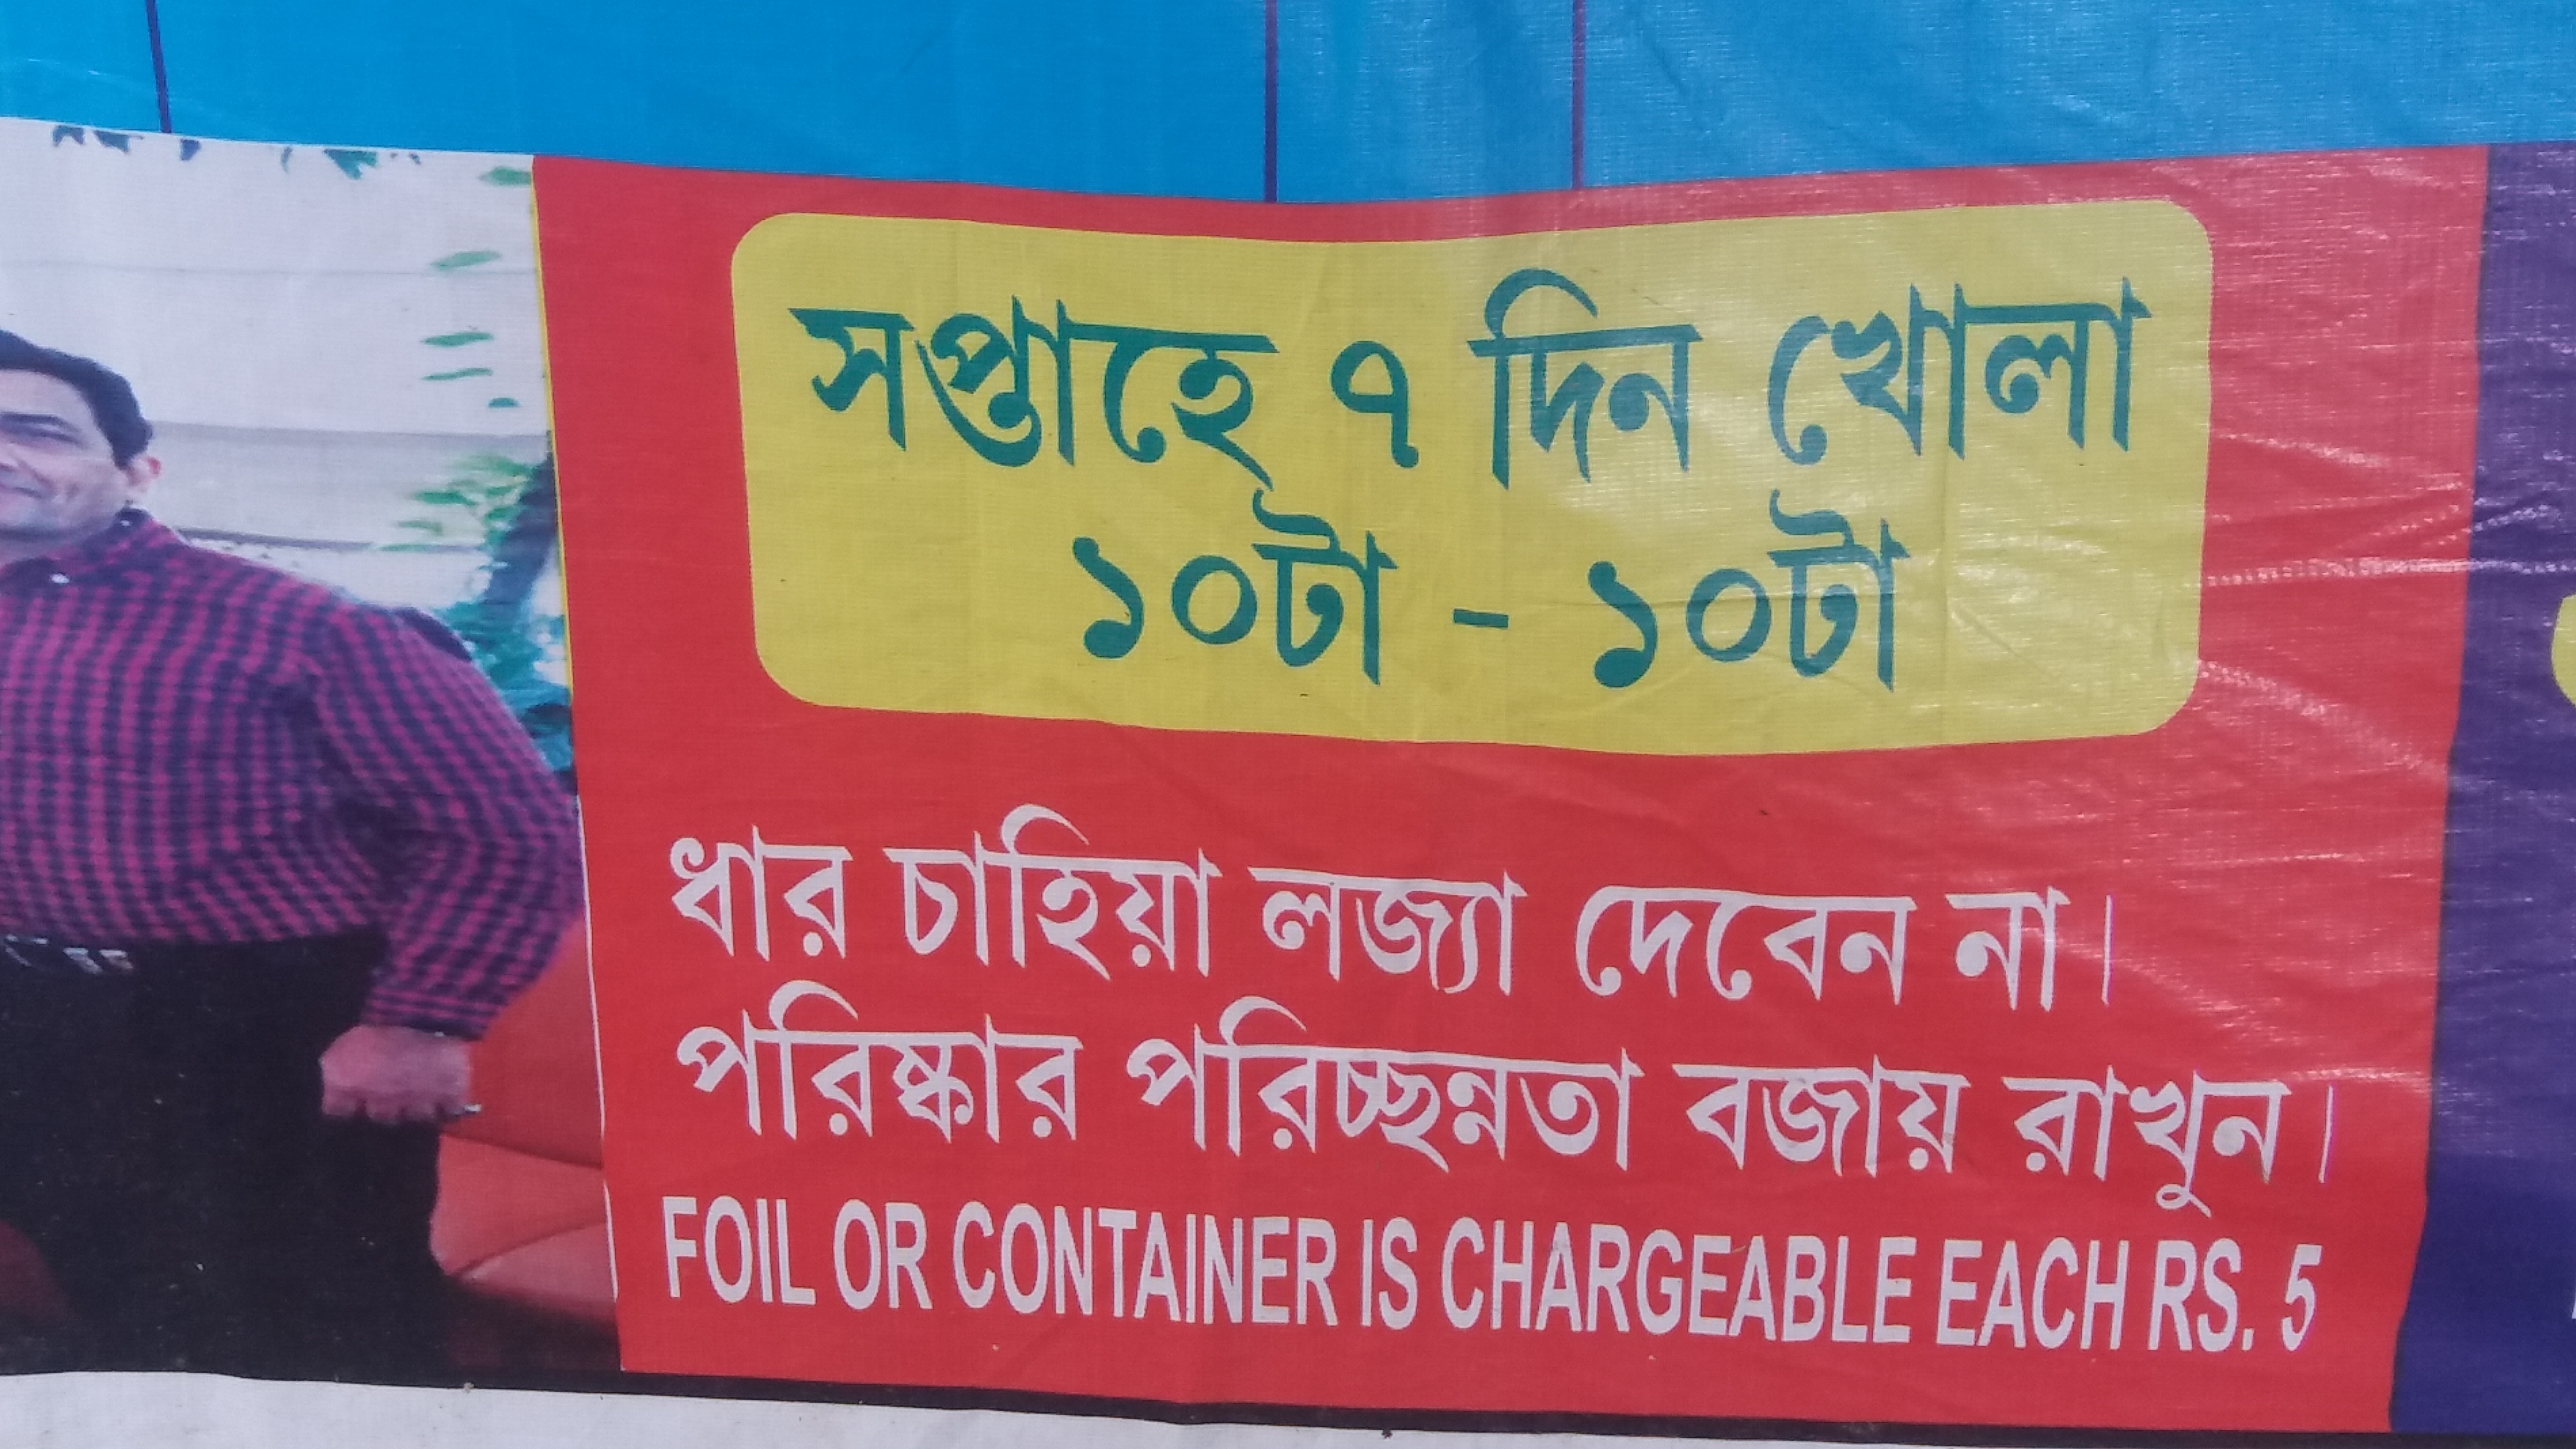 সপ্তাহে ৭ দিন খোলা
১০টা - ১০টা
ধার চাহিয়া লজ্যা দেবেন না।
পরিষ্কার পরিচ্ছন্নতা বজায় রাখুন।
FOIL OR CONTAINER IS CHARGEABLE EACH RS. 5